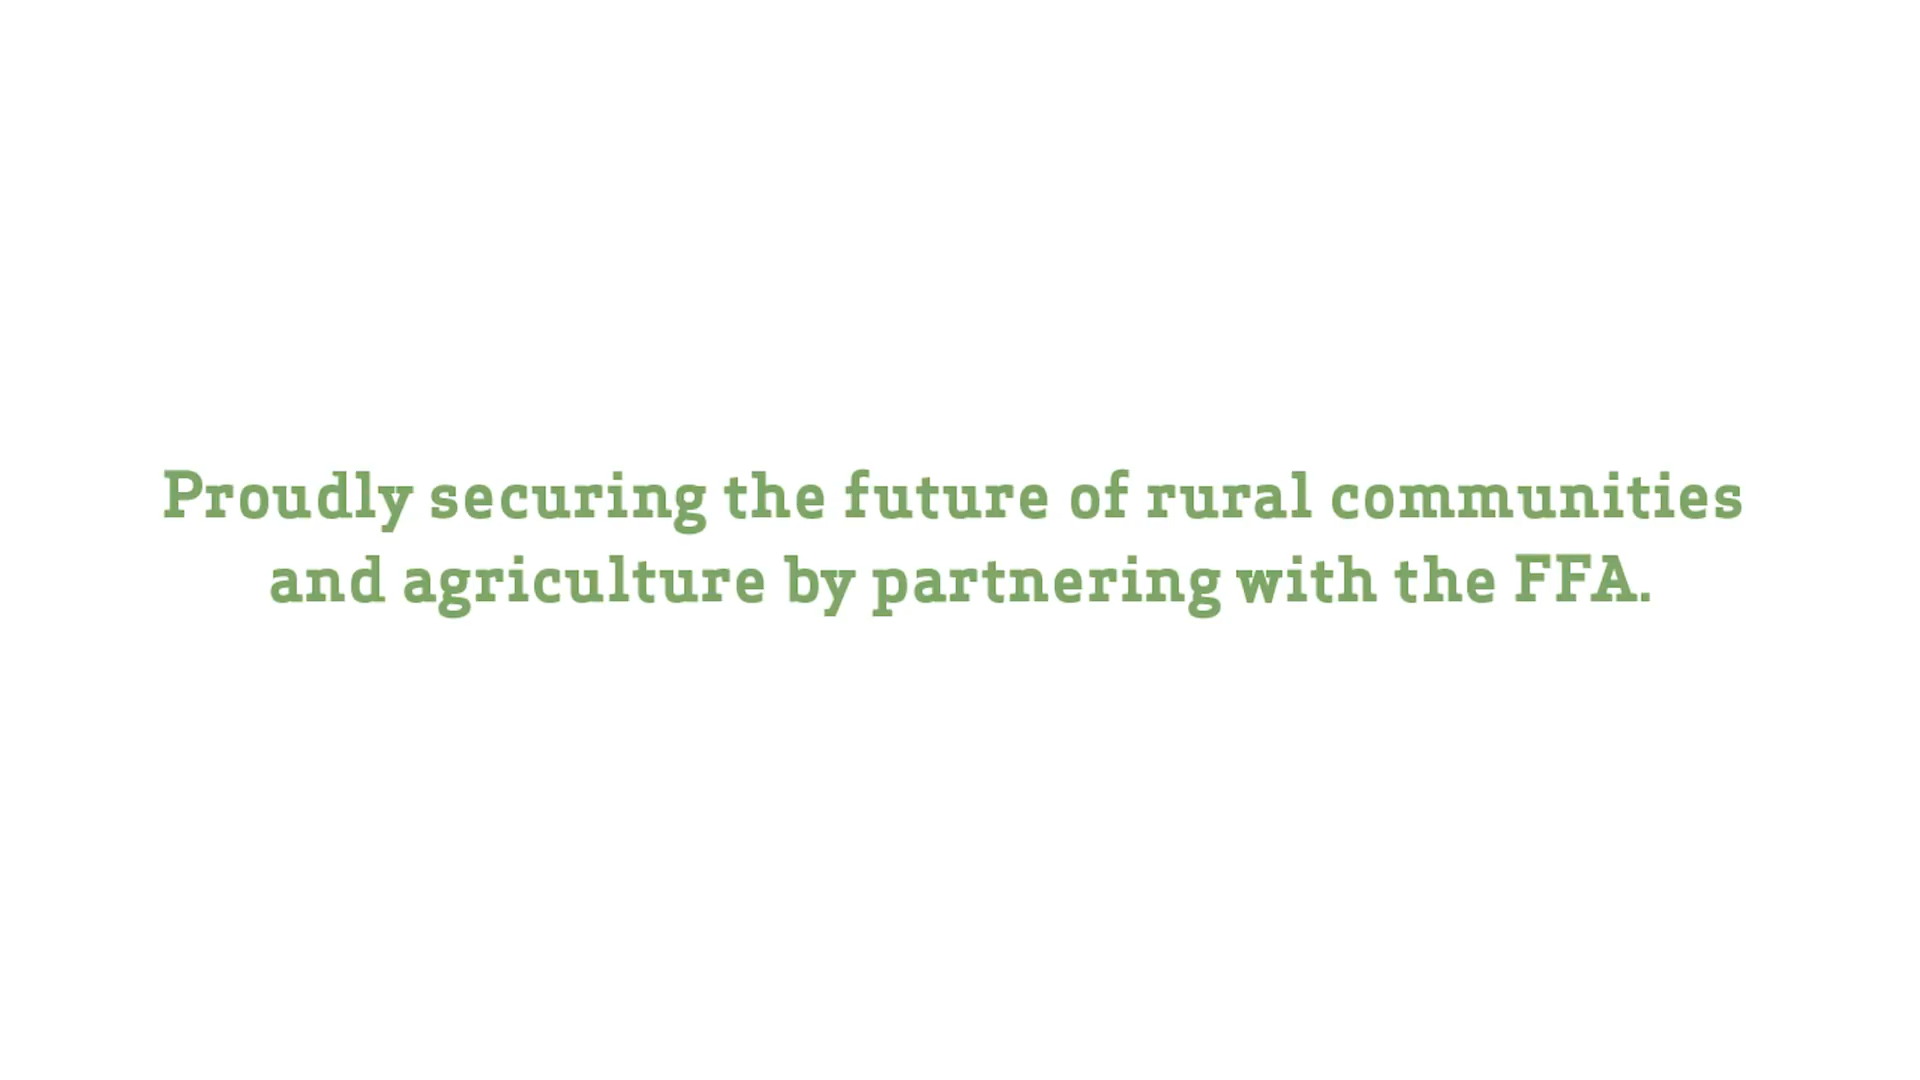 Proudly securing the future of rural communities
and agriculture by partnering with the FFA.